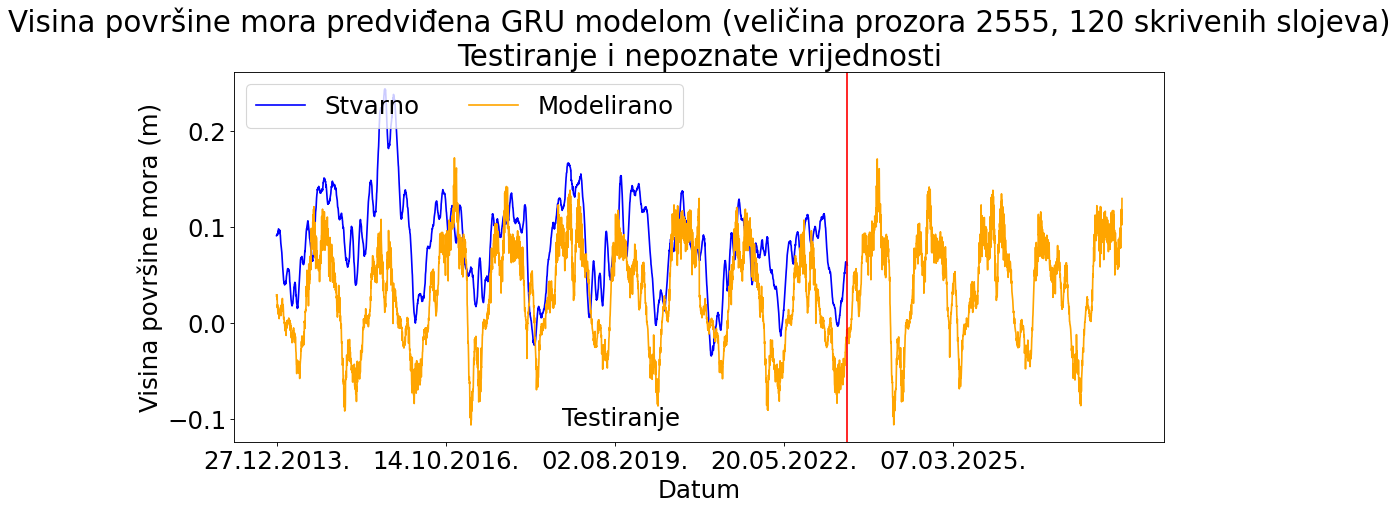 Visina površine mora predviđena GRU modelom (veličina prozora 2555, 120 skrivenih slojeva)
Testiranje i nepoznate vrijednosti
Stvarno
Modelirano
Visina površine mora (m)
0.2
0.1
0.0
−0.1
Testiranje
27.12.2013.
14.10.2016.
02.08.2019.
20.05.2022.
07.03.2025.
Datum